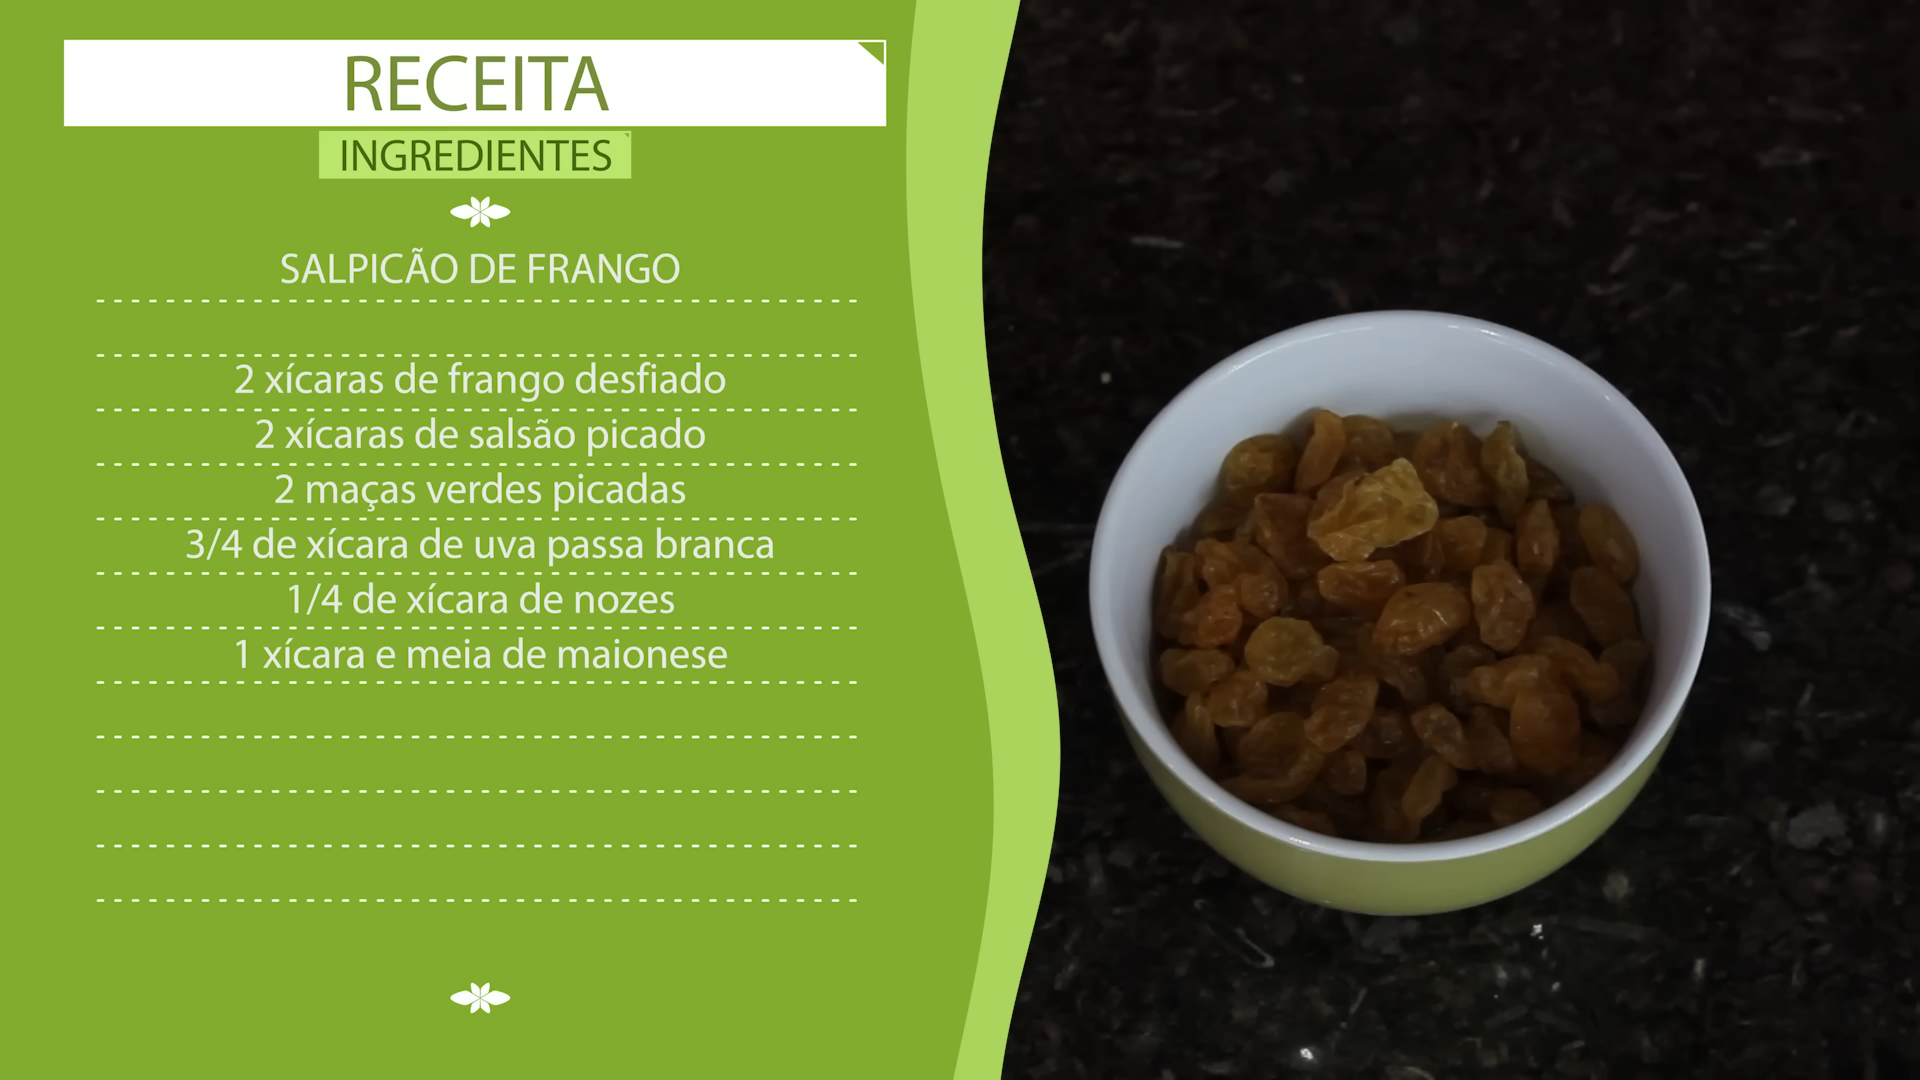 RECEITA
INGREDIENTES
SALPICÃO DE FRANGO
2 xícaras de frango desfiado
2 xícaras de salsão picado
2 maças verdes picadas
3/4 de xícara de uva passa branca
1/4 de xícara de nozes
1 xícara e meia de maionese